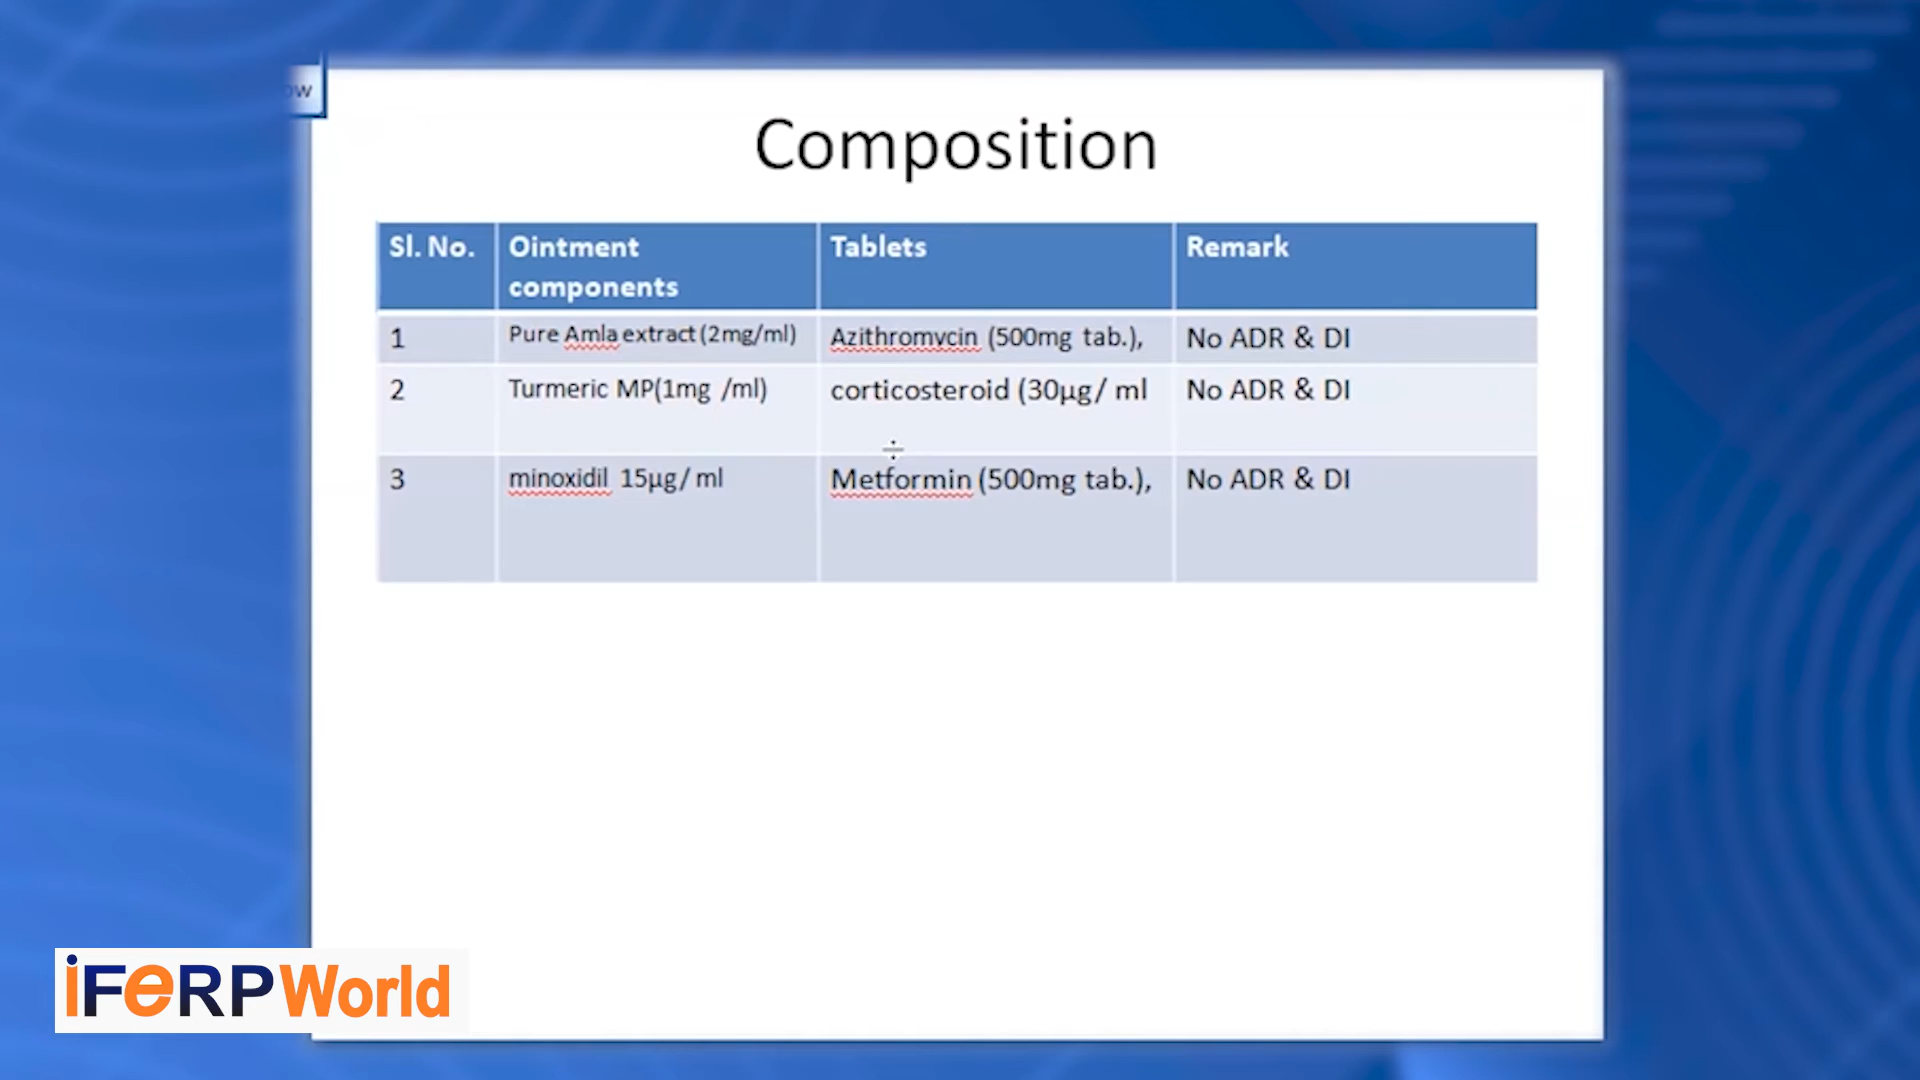 ow
Composition
Sl. No. Ointment components Tablets Remark
1 Pure Amla extract (2mg/ml) Azithromycin (500mg tab.), No ADR & DI
2 Turmeric MP(1mg /ml) corticosteroid (30µg/ ml No ADR & DI
3 minoxidil 15µg/ ml Metformin (500mg tab.), No ADR & DI
iFeRP World